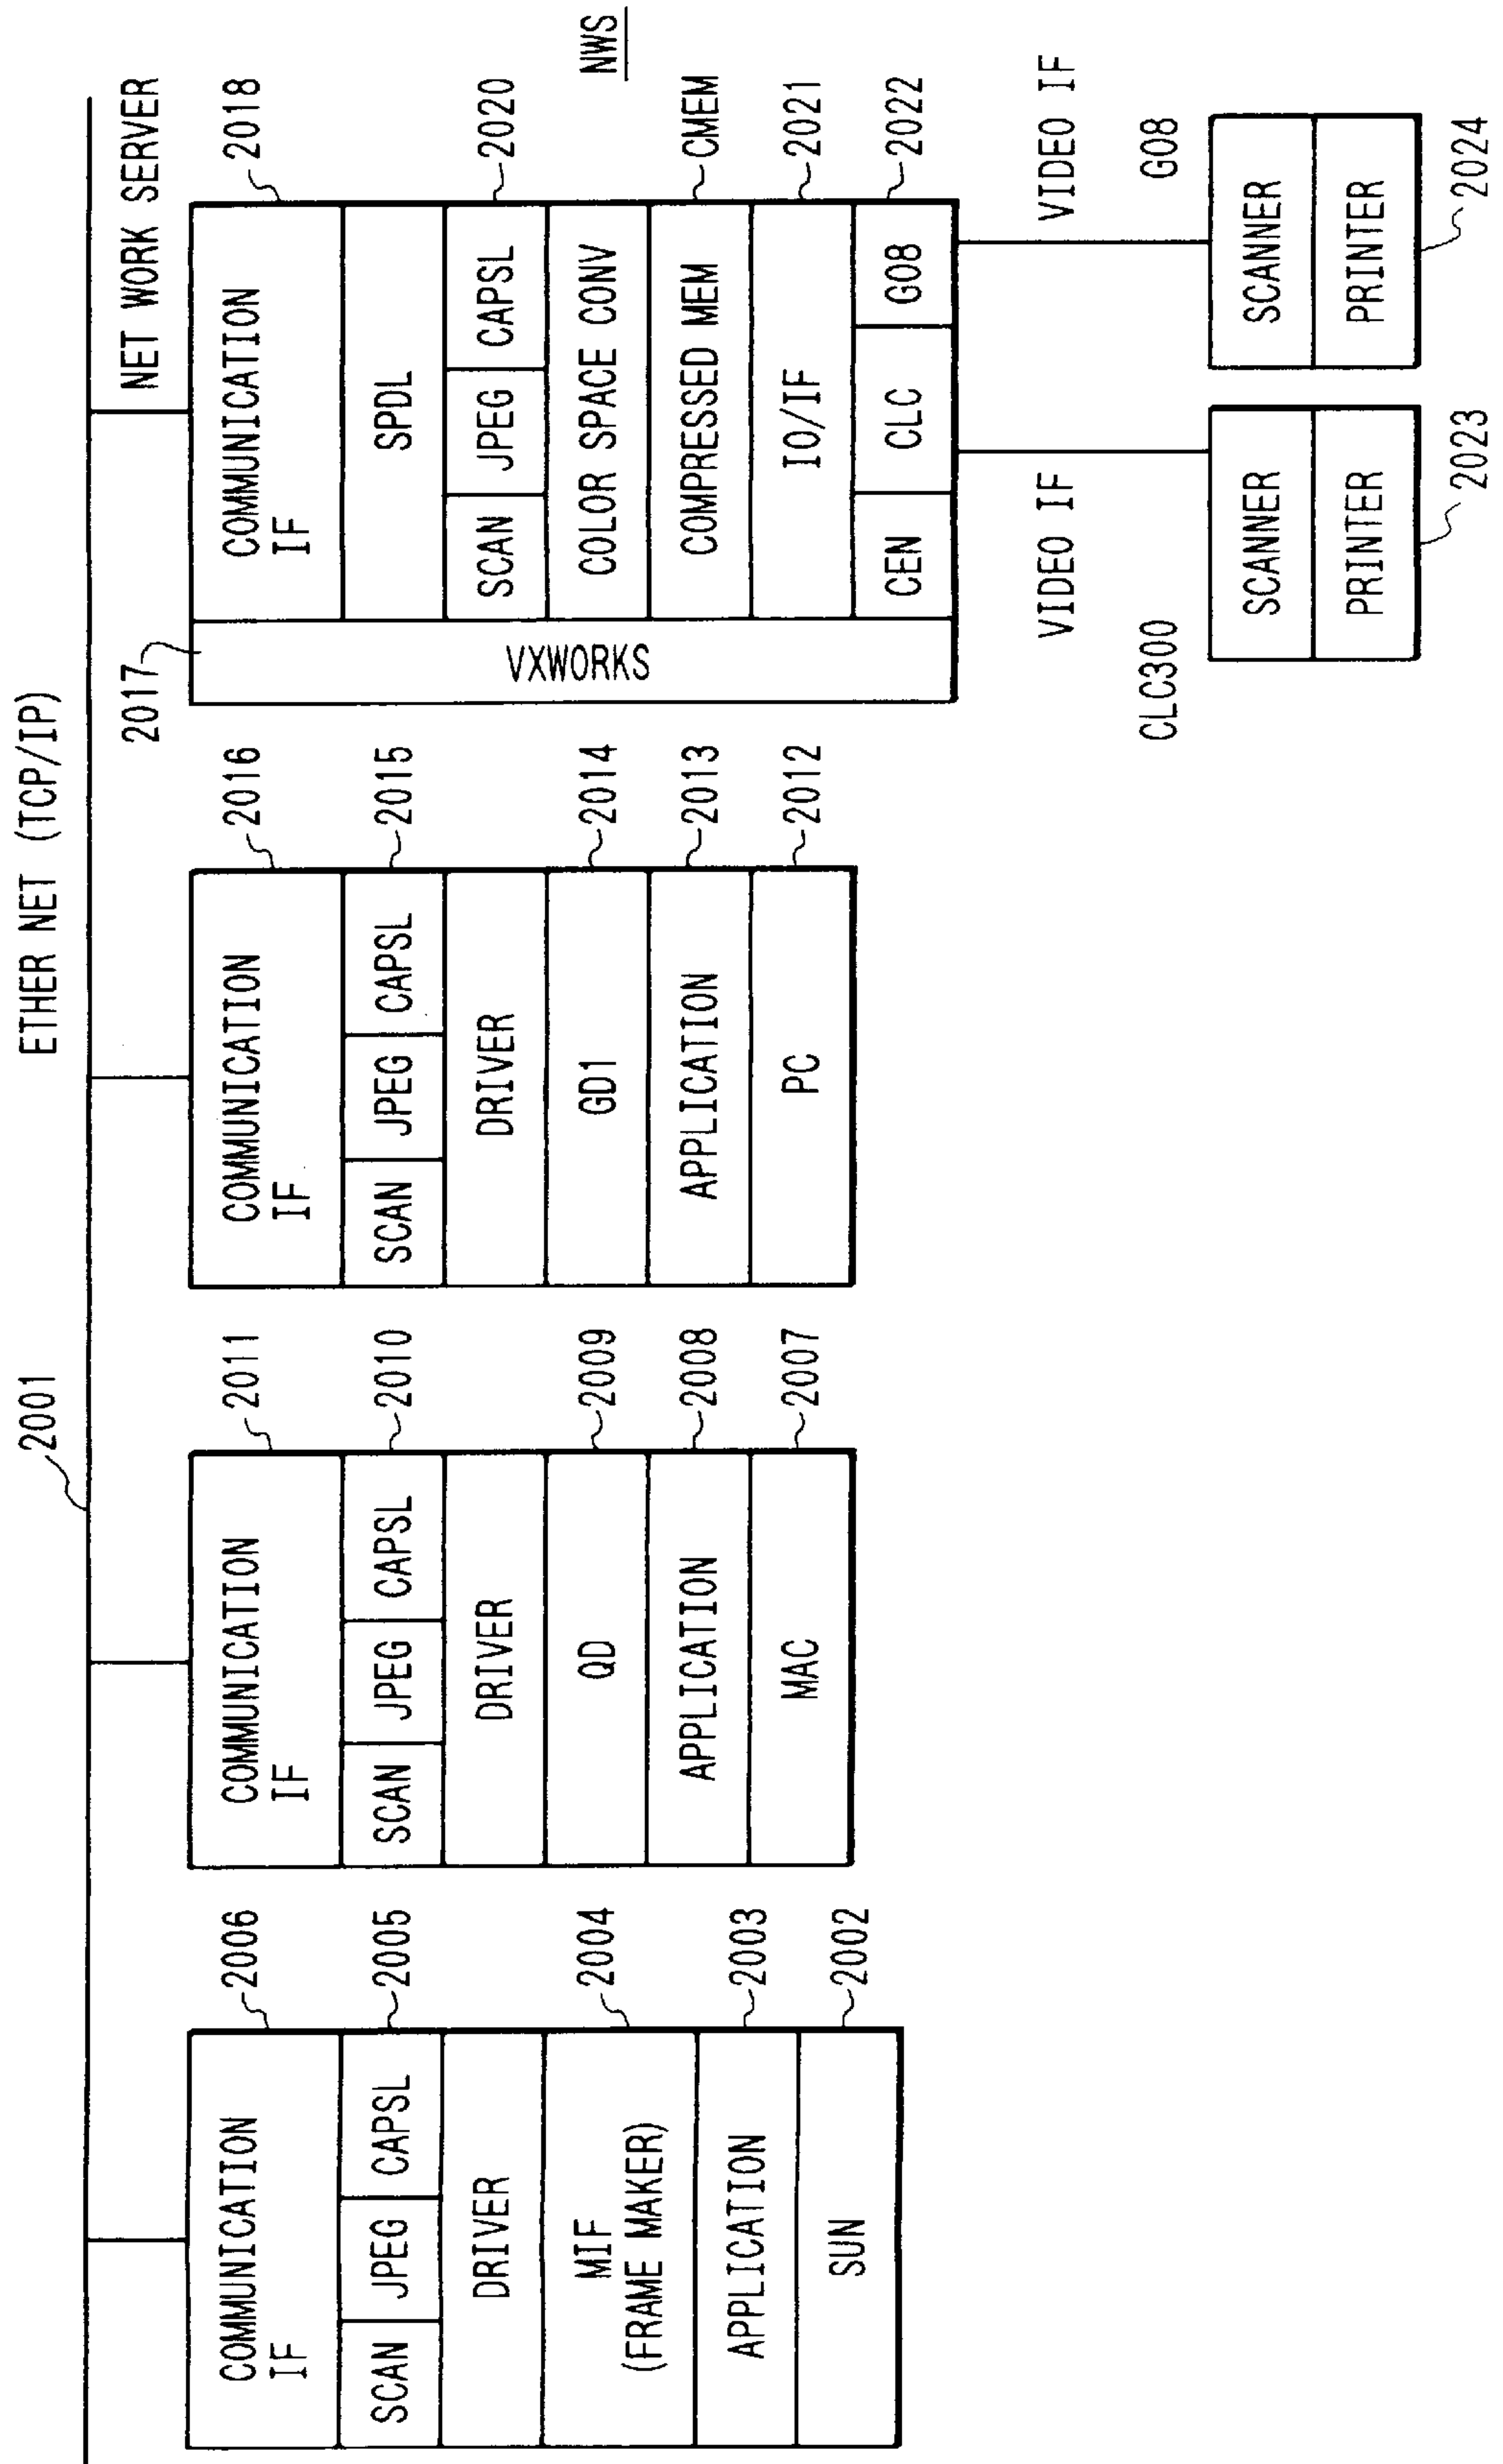 ETHER NET (TCP/IP)
2001
COMMUNICATION
IF
2006
SCAN
JPEG
CAPSL
2005
DRIVER
MIF
(FRAME MAKER)
2004
APPLICATION
2003
SUN
2002
COMMUNICATION
IF
2011
SCAN
JPEG
CAPSL
2010
DRIVER
QD
2009
APPLICATION
2008
MAC
2007
COMMUNICATION
IF
2016
SCAN
JPEG
CAPSL
2015
DRIVER
GD1
2014
APPLICATION
2013
PC
2012
NET WORK SERVER
NWS
2017
VXWORKS
COMMUNICATION
IF
2018
SPDL
SCAN
JPEG
CAPSL
2020
COLOR SPACE CONV
COMPRESSED MEM
CMEM
IO/IF
2021
CEN
CLC
G08
2022
VIDEO IF
CLC300
SCANNER
PRINTER
2023
VIDEO IF
G08
SCANNER
PRINTER
2024